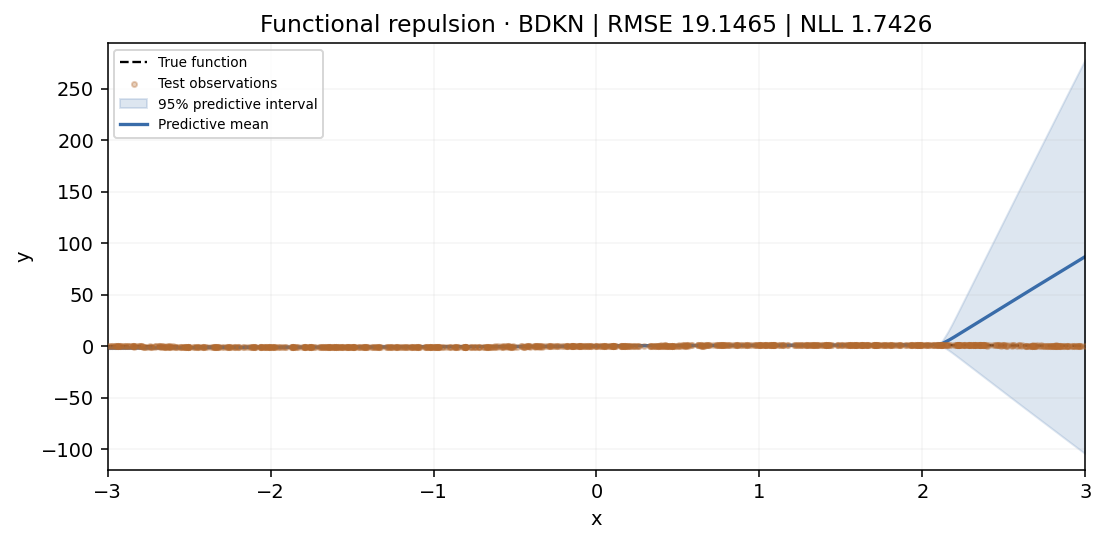 Functional repulsion · BDKN | RMSE 19.1465 | NLL 1.7426
True function
Test observations
95% predictive interval
Predictive mean
250
200
150
100
50
0
−50
−100
y
−3
−2
−1
0
1
2
3
x